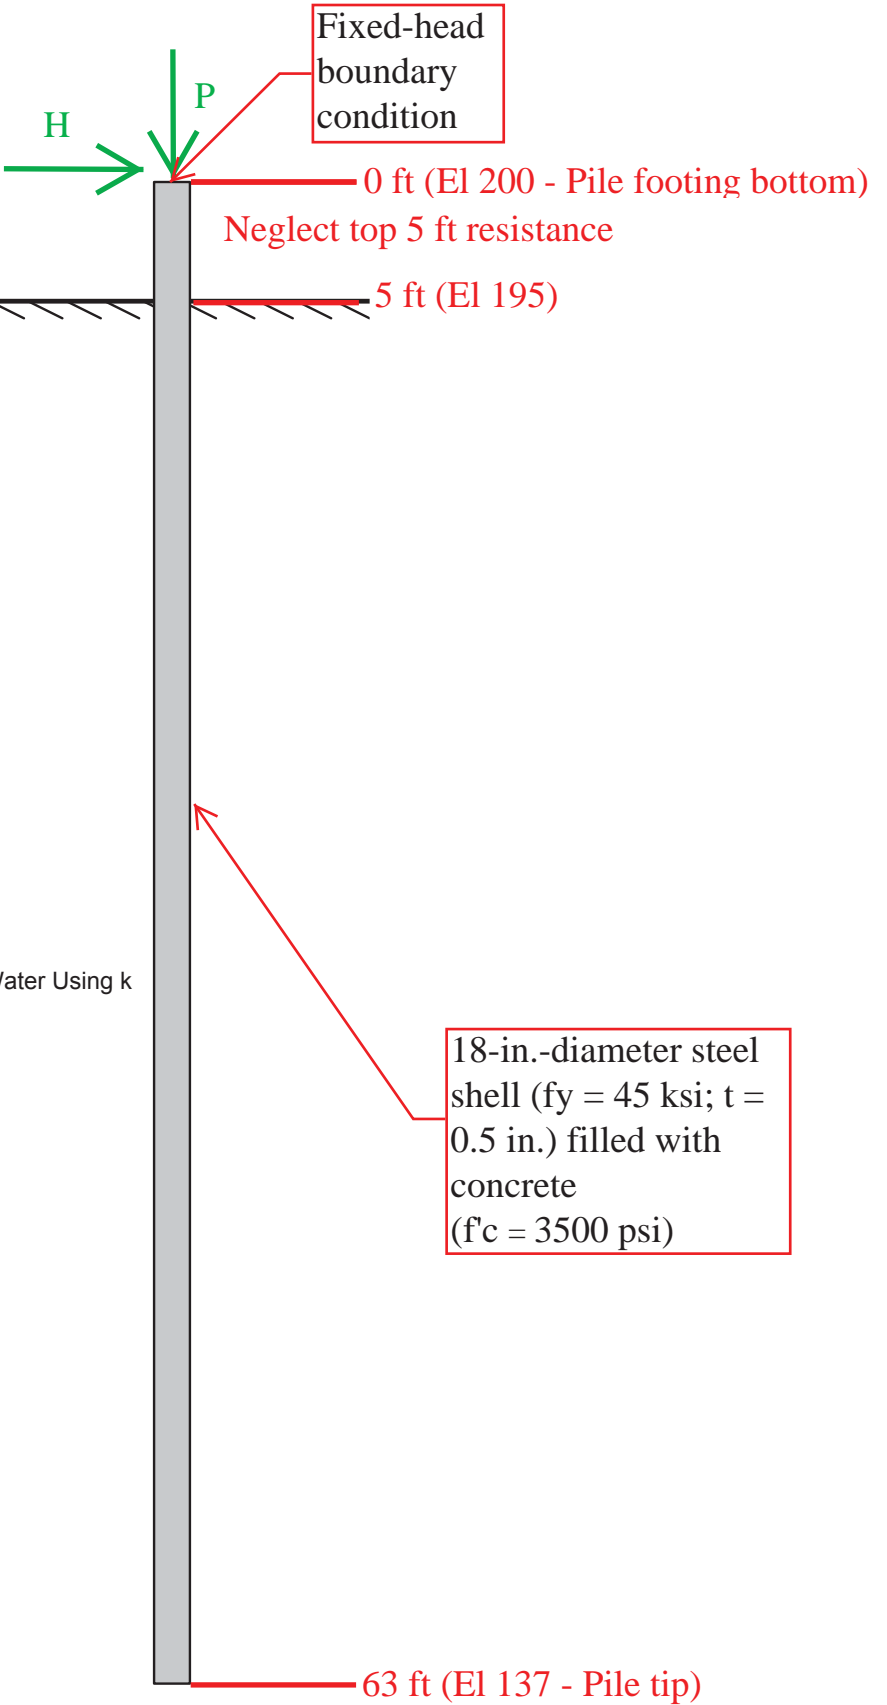 Fixed-head
boundary
condition
P
H
0 ft (El 200 - Pile footing bottom)
Neglect top 5 ft resistance
5 ft (El 195)
Using k
18-in.-diameter steel
shell (fy = 45 ksi; t =
0.5 in.) filled with
concrete
(f'c = 3500 psi)
63 ft (El 137 - Pile tip)